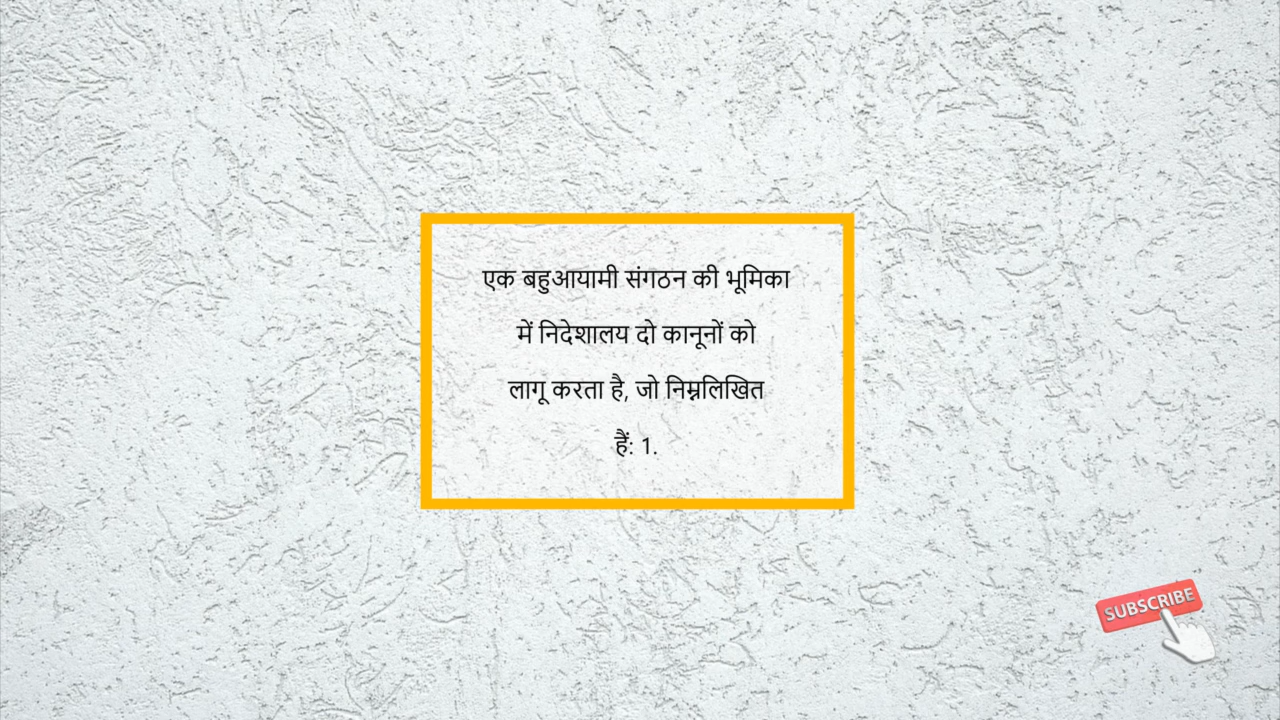 एक बहुआयामी संगठन की भूमिका
में निदेशालय दो कानूनों को
लागू करता है, जो निम्नलिखित
हैं: 1.
SUBSCRIBE